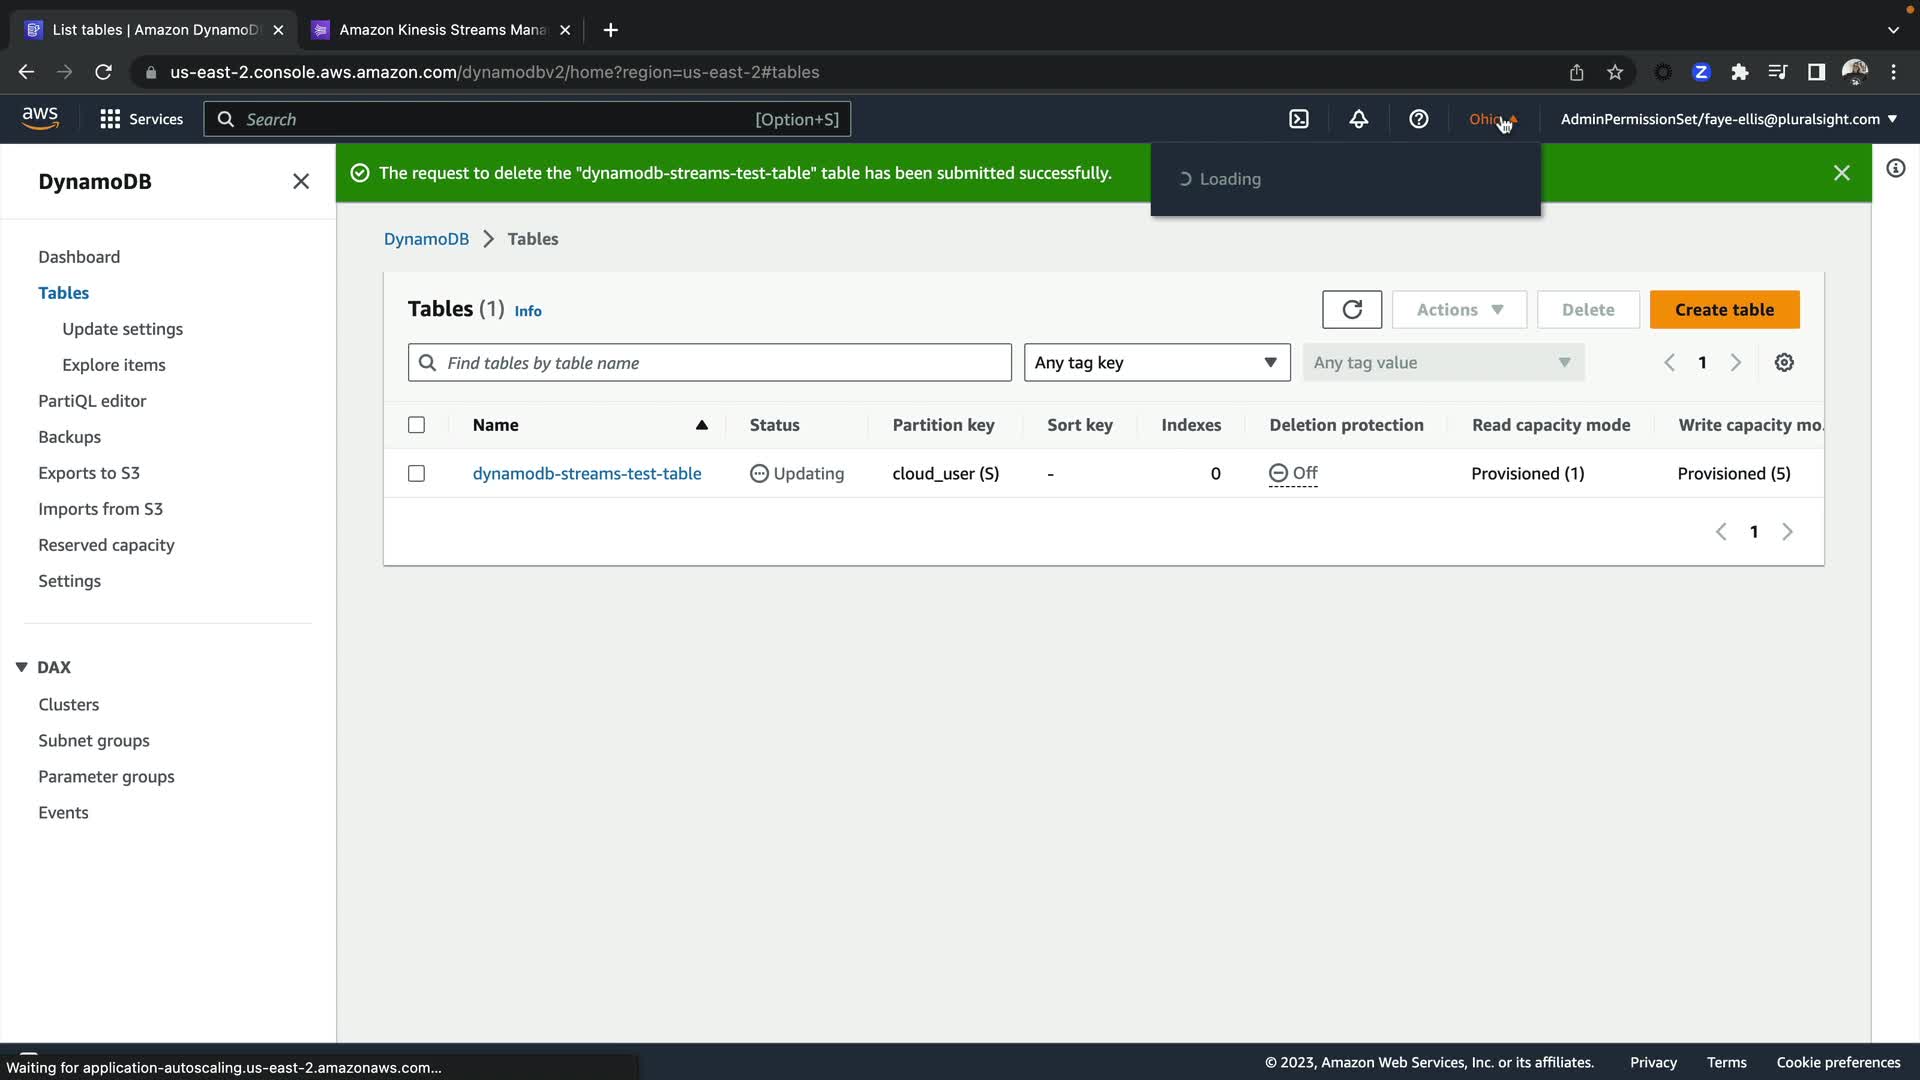 List tables | Amazon DynamoD
Amazon Kinesis Streams Mana
us-east-2.console.aws.amazon.com/dynamodbv2/home?region=us-east-2#tables
Z
aws
Services
Search
[Option+S]
AdminPermissionSet/faye-ellis@pluralsight.com
DynamoDB
The request to delete the "dynamodb-streams-test-table" table has been submitted successfully.
Loading
DynamoDB
Tables
Dashboard
Tables
Update settings
Explore items
PartiQL editor
Backups
Exports to S3
Imports from S3
Reserved capacity
Settings
DAX
Clusters
Subnet groups
Parameter groups
Events
Tables (1) Info
Actions
Delete
Create table
Find tables by table name
Any tag key
Any tag value
1
Name
Status
Partition key
Sort key
Indexes
Deletion protection
Read capacity mode
Write capacity mo
dynamodb-streams-test-table
Updating
cloud_user (S)
-
0
Off
Provisioned (1)
Provisioned (5)
1
Waiting for application-autoscaling.us-east-2.amazonaws.com...
© 2023, Amazon Web Services, Inc. or its affiliates.
Privacy
Terms
Cookie preferences